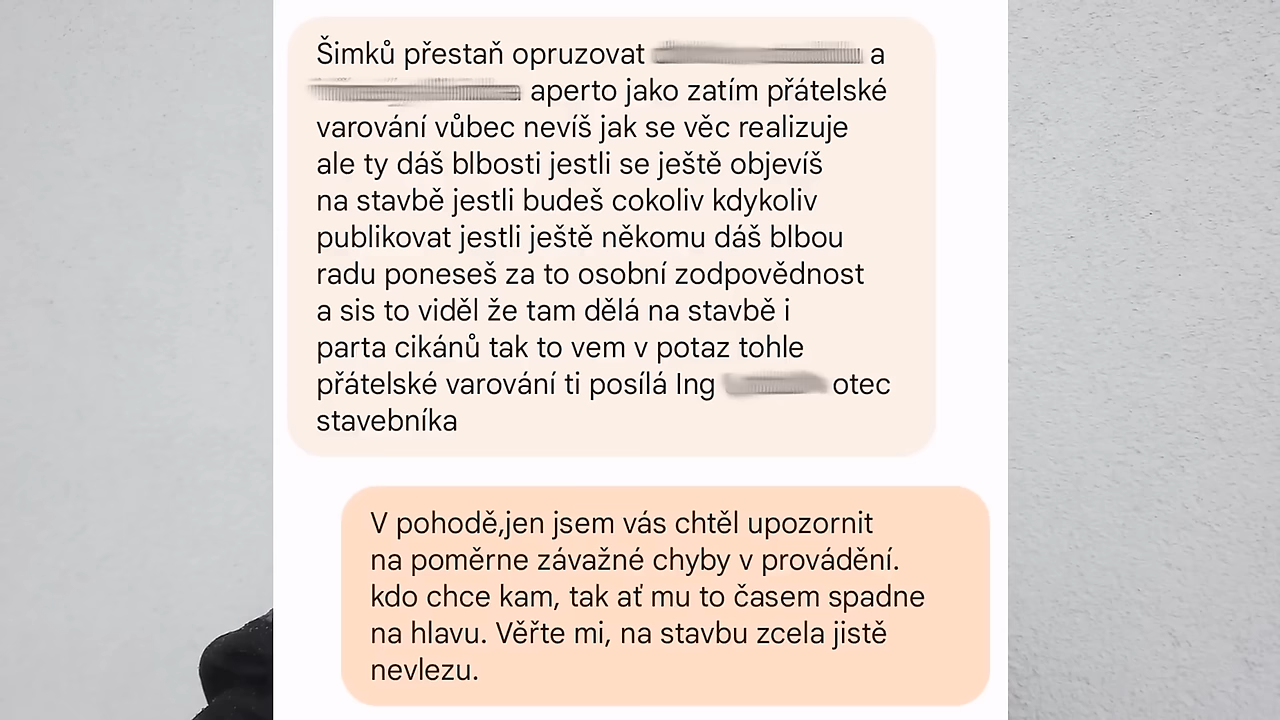 Šimků přestaň opruzovat a
aperto jako zatím přátelské
varování vůbec nevíš jak se věc realizuje
ale ty dáš blbosti jestli se ještě objevíš
na stavbě jestli budeš cokoliv kdykoliv
publikovat jestli ještě někomu dáš blbou
radu poneseš za to osobní zodpovědnost
a sis to viděl že tam dělá na stavbě i
parta cikánů tak to vem v potaz tohle
přátelské varování ti posílá Ing otec
stavebníka
V pohodě,jen jsem vás chtěl upozornit
na poměrne závažné chyby v provádění.
kdo chce kam, tak ať mu to časem spadne
na hlavu. Věřte mi, na stavbu zcela jistě
nevlezu.